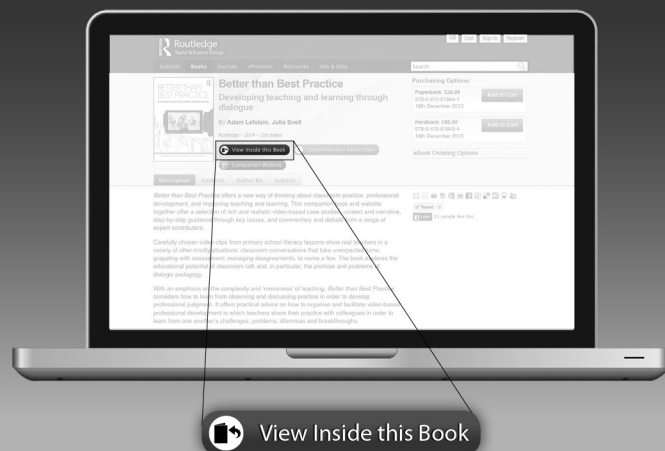 Routledge
Taylor & Francis Group
Cart Sign In Register
Subjects Books Journals eProducts Resources Info & Help
Search
Better than Best Practice
Developing teaching and learning through
dialogue
By Adam Lefstein, Julia Snell
Routledge – 2014 – 216 pages
View Inside this Book
Complimentary Exam Copy
Companion Website
Purchasing Options:
Paperback: £26.99
978-0-415-61844-1
16th December 2013
Add to Cart
Hardback: £90.00
978-0-415-61843-4
16th December 2013
Add to Cart
eBook Ordering Options
BETTER THAN
BEST PRACTICE
Description Contents Author Bio Subjects
Better than Best Practice offers a new way of thinking about classroom practice, professional
development, and improving teaching and learning. This companion book and website
together offer a selection of rich and realistic video-based case studies, context and narrative,
step-by-step guidance through key issues, and commentary and debate from a range of
expert contributors.
Carefully chosen video clips from primary school literacy lessons show real teachers in a
variety of often knotty situations: classroom conversations that take unexpected turns;
grappling with assessment; managing disagreements, to name a few. The book explores the
educational potential of classroom talk and, in particular, the promise and problems of
dialogic pedagogy.
With an emphasis on the complexity and 'messiness' of teaching, Better than Best Practice
considers how to learn from observing and discussing practice in order to develop
professional judgment. It offers practical advice on how to organise and facilitate video-based
professional development in which teachers share their practice with colleagues in order to
learn from one another's challenges, problems, dilemmas and breakthroughs.
Tweet
Like 23 people like this.
View Inside this Book